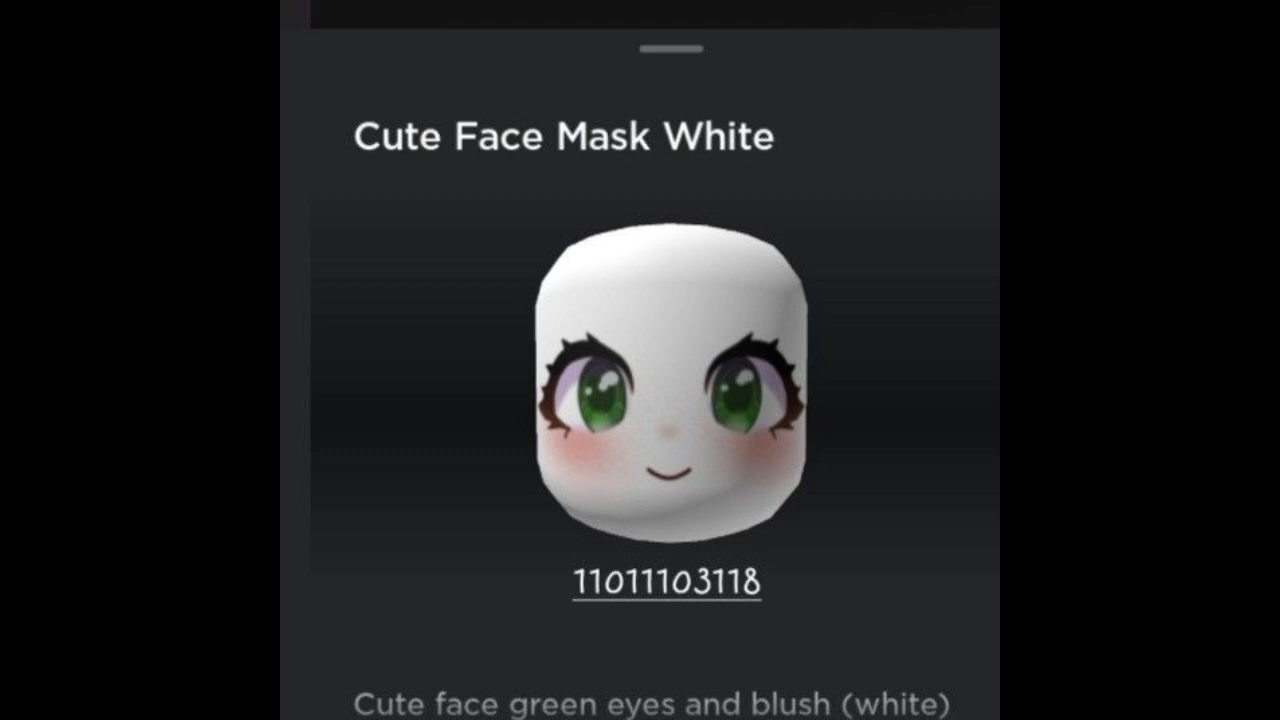 Cute Face Mask White
11011103118
Cute face green eyes and blush (white)